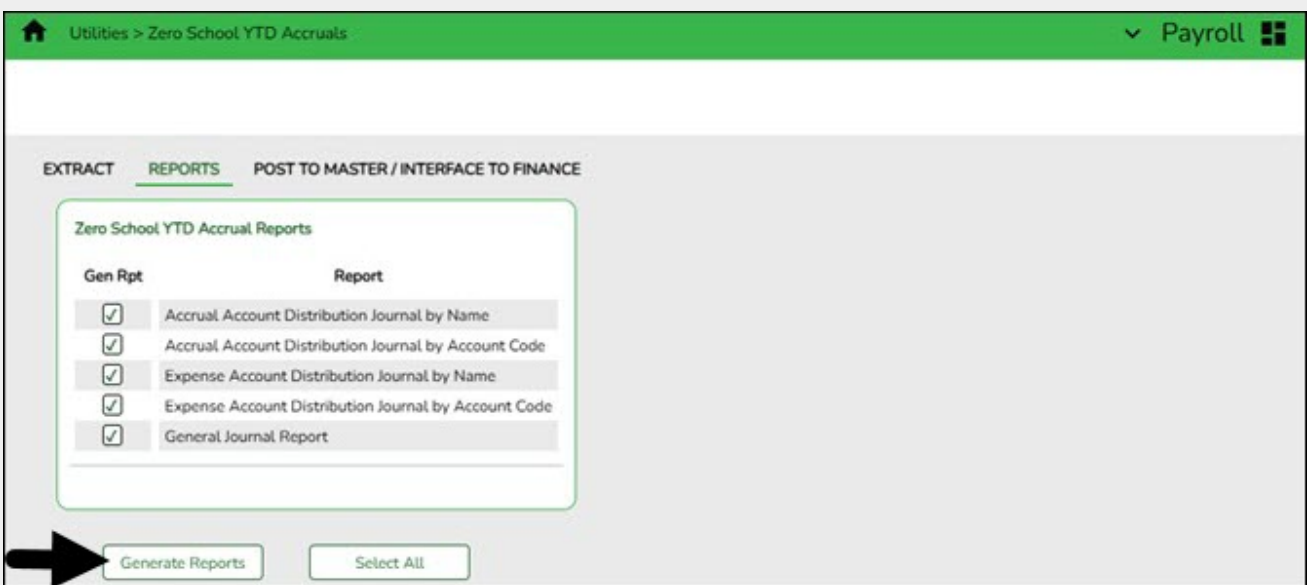 Utilities > Zero School YTD Accruals
Payroll
EXTRACT REPORTS POST TO MASTER / INTERFACE TO FINANCE
Zero School YTD Accrual Reports
Gen Rpt Report
Accrual Account Distribution Journal by Name
Accrual Account Distribution Journal by Account Code
Expense Account Distribution Journal by Name
Expense Account Distribution Journal by Account Code
General Journal Report
Generate Reports Select All